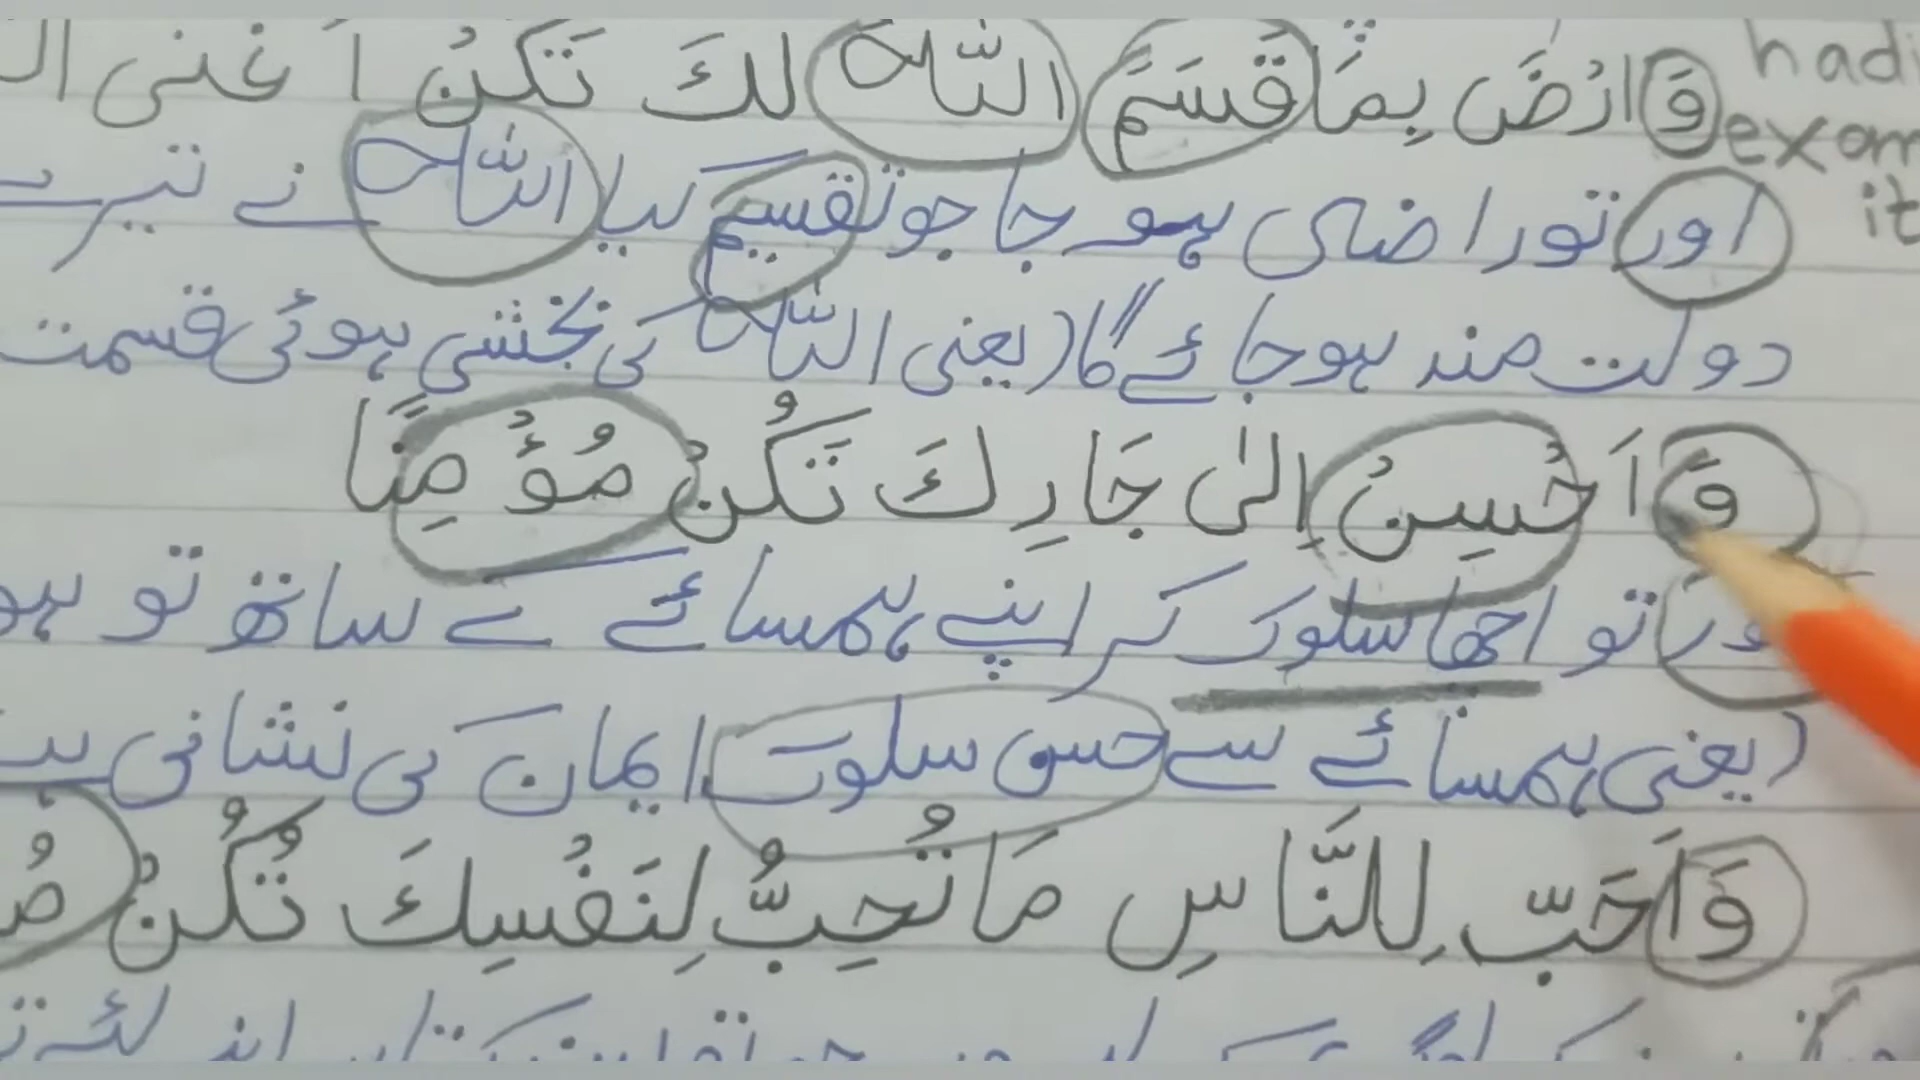 وَارْضَ بِمَا قَسَمَ اللّٰه لَكَ تَكُنْ اَغْنَى
hadi
exam
it
اور تو راضی ہو جا جو تقسیم کیا اللّٰه نے تیرے
دولت مند ہو جائے گا (یعنی اللّٰه کی بخشی ہوئی قسمت
وَ اَحْسِنْ اِلٰی جَارِكَ تَكُنْ مُؤْمِنًا
اور تو اچھا سلوک کر اپنے ہمسائے کے ساتھ تو ہو
(یعنی ہمسائے سے حسن سلوک ایمان کی نشانی ہے
وَاَحَبّ لِلنَّاسِ مَا تُحِبُّ لِنَفْسِكَ تَكُنْ